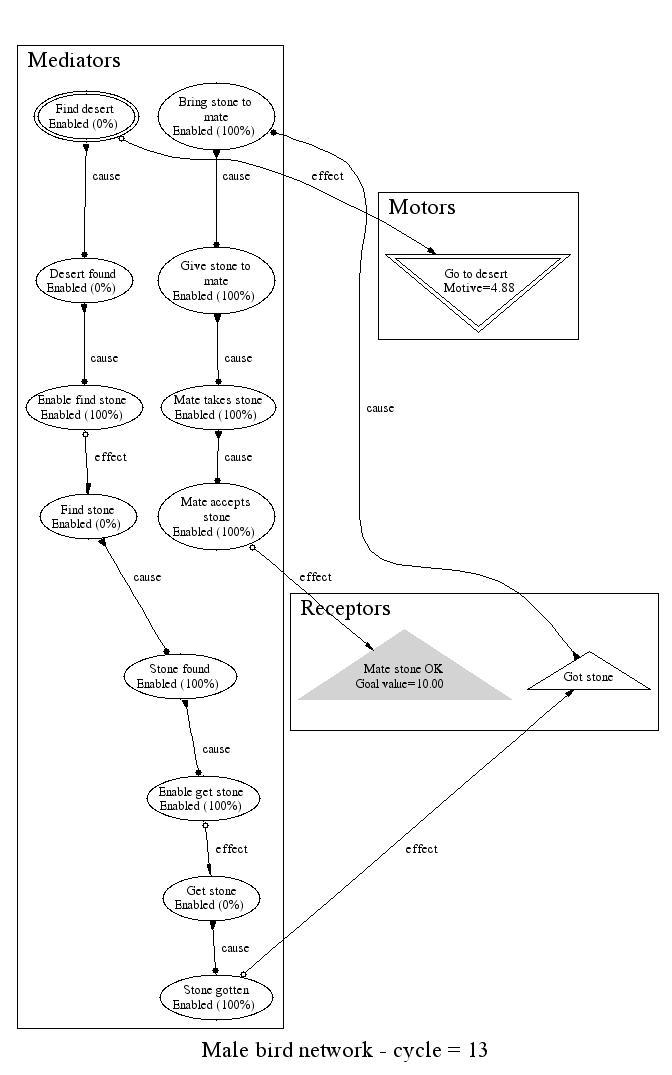 Mediators
Find desert
Enabled (0%)
Bring stone to
mate
Enabled (100%)
cause
cause
effect
Motors
Go to desert
Motive=4.88
Desert found
Enabled (0%)
Give stone to
mate
Enabled (100%)
cause
cause
Enable find stone
Enabled (100%)
Mate takes stone
Enabled (100%)
cause
effect
cause
Find stone
Enabled (0%)
Mate accepts
stone
Enabled (100%)
cause
effect
Receptors
Mate stone OK
Goal value=10.00
Got stone
Stone found
Enabled (100%)
cause
Enable get stone
Enabled (100%)
effect
effect
Get stone
Enabled (0%)
cause
Stone gotten
Enabled (100%)
Male bird network - cycle = 13